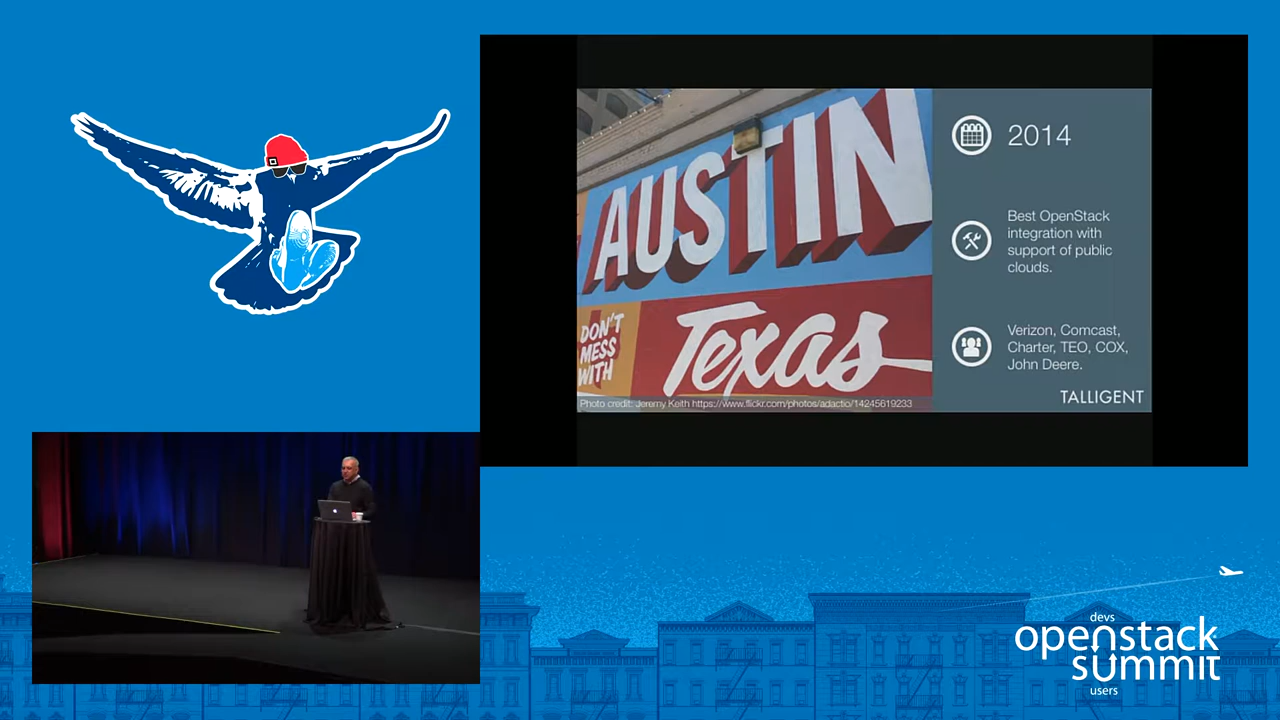 AUSTIN
DON'T
MESS
WITH
Texas
Photo credit: Jeremy Keith https://www.flickr.com/photos/adactio/14245619233
2014
Best OpenStack
integration with
support of public
clouds.
Verizon, Comcast,
Charter, TEO, COX,
John Deere.
TALLIGENT
devs
openstack
summit
users